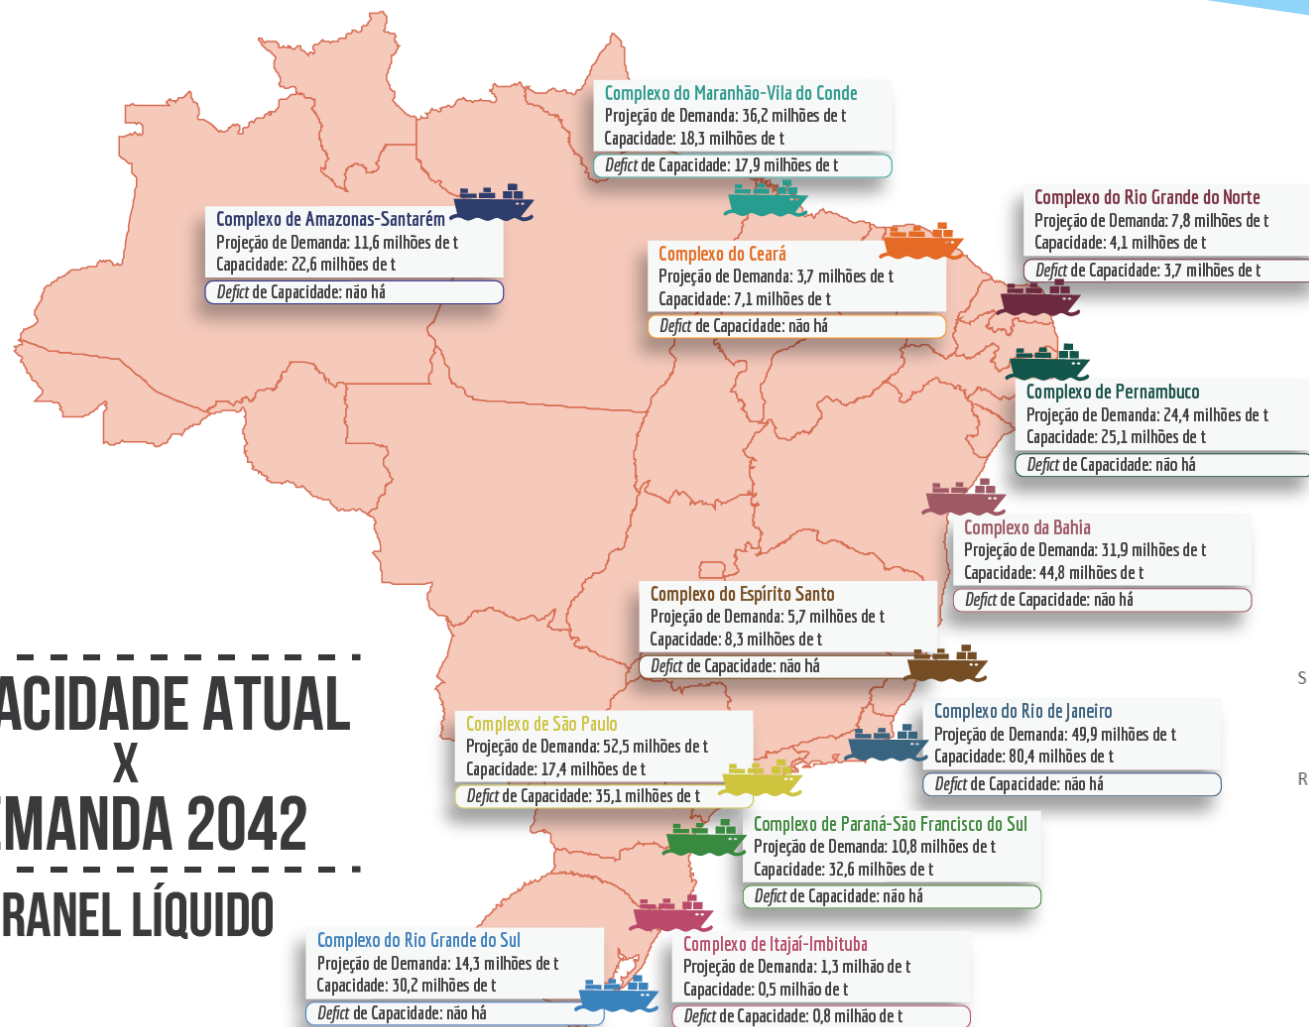 Complexo do Maranhão-Vila do Conde
Projeção de Demanda: 36,2 milhões de t
Capacidade: 18,3 milhões de t
Defict de Capacidade: 17,9 milhões de t
Complexo de Amazonas-Santarém
Projeção de Demanda: 11,6 milhões de t
Capacidade: 22,6 milhões de t
Defict de Capacidade: não há
Complexo do Ceará
Projeção de Demanda: 3,7 milhões de t
Capacidade: 7,1 milhões de t
Defict de Capacidade: não há
Complexo do Rio Grande do Norte
Projeção de Demanda: 7,8 milhões de t
Capacidade: 4,1 milhões de t
Defict de Capacidade: 3,7 milhões de t
Complexo de Pernambuco
Projeção de Demanda: 24,4 milhões de t
Capacidade: 25,1 milhões de t
Defict de Capacidade: não há
Complexo da Bahia
Projeção de Demanda: 31,9 milhões de t
Capacidade: 44,8 milhões de t
Defict de Capacidade: não há
Complexo do Espírito Santo
Projeção de Demanda: 5,7 milhões de t
Capacidade: 8,3 milhões de t
Defict de Capacidade: não há
Complexo do Rio de Janeiro
Projeção de Demanda: 49,9 milhões de t
Capacidade: 80,4 milhões de t
Defict de Capacidade: não há
Complexo de São Paulo
Projeção de Demanda: 52,5 milhões de t
Capacidade: 17,4 milhões de t
Defict de Capacidade: 35,1 milhões de t
Complexo de Paraná-São Francisco do Sul
Projeção de Demanda: 10,8 milhões de t
Capacidade: 32,6 milhões de t
Defict de Capacidade: não há
Complexo do Rio Grande do Sul
Projeção de Demanda: 14,3 milhões de t
Capacidade: 30,2 milhões de t
Defict de Capacidade: não há
Complexo de Itajaí-Imbituba
Projeção de Demanda: 1,3 milhão de t
Capacidade: 0,5 milhão de t
Defict de Capacidade: 0,8 milhão de t
ACIDADE ATUAL
X
EMANDA 2042
RANEL LÍQUIDO
S
R